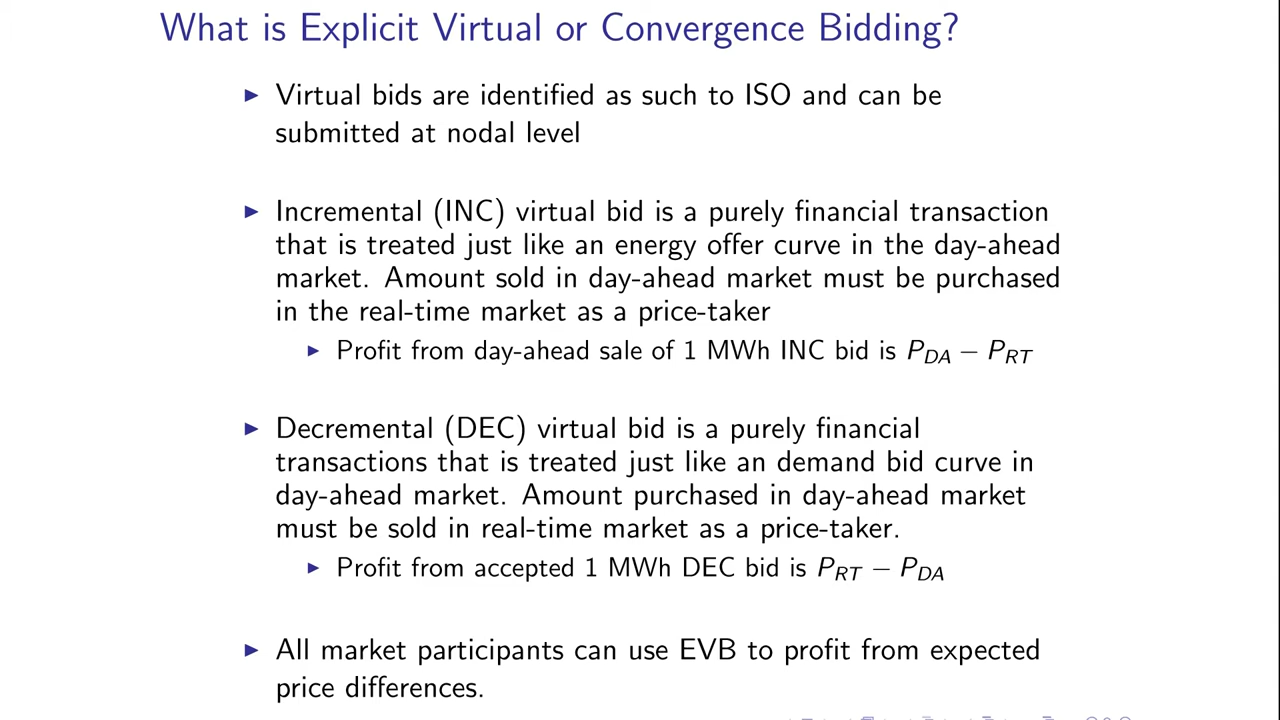 What is Explicit Virtual or Convergence Bidding?
Virtual bids are identified as such to ISO and can be
submitted at nodal level
Incremental (INC) virtual bid is a purely financial transaction
that is treated just like an energy offer curve in the day-ahead
market. Amount sold in day-ahead market must be purchased
in the real-time market as a price-taker
Profit from day-ahead sale of 1 MWh INC bid is P_DA − P_RT
Decremental (DEC) virtual bid is a purely financial
transactions that is treated just like an demand bid curve in
day-ahead market. Amount purchased in day-ahead market
must be sold in real-time market as a price-taker.
Profit from accepted 1 MWh DEC bid is P_RT − P_DA
All market participants can use EVB to profit from expected
price differences.